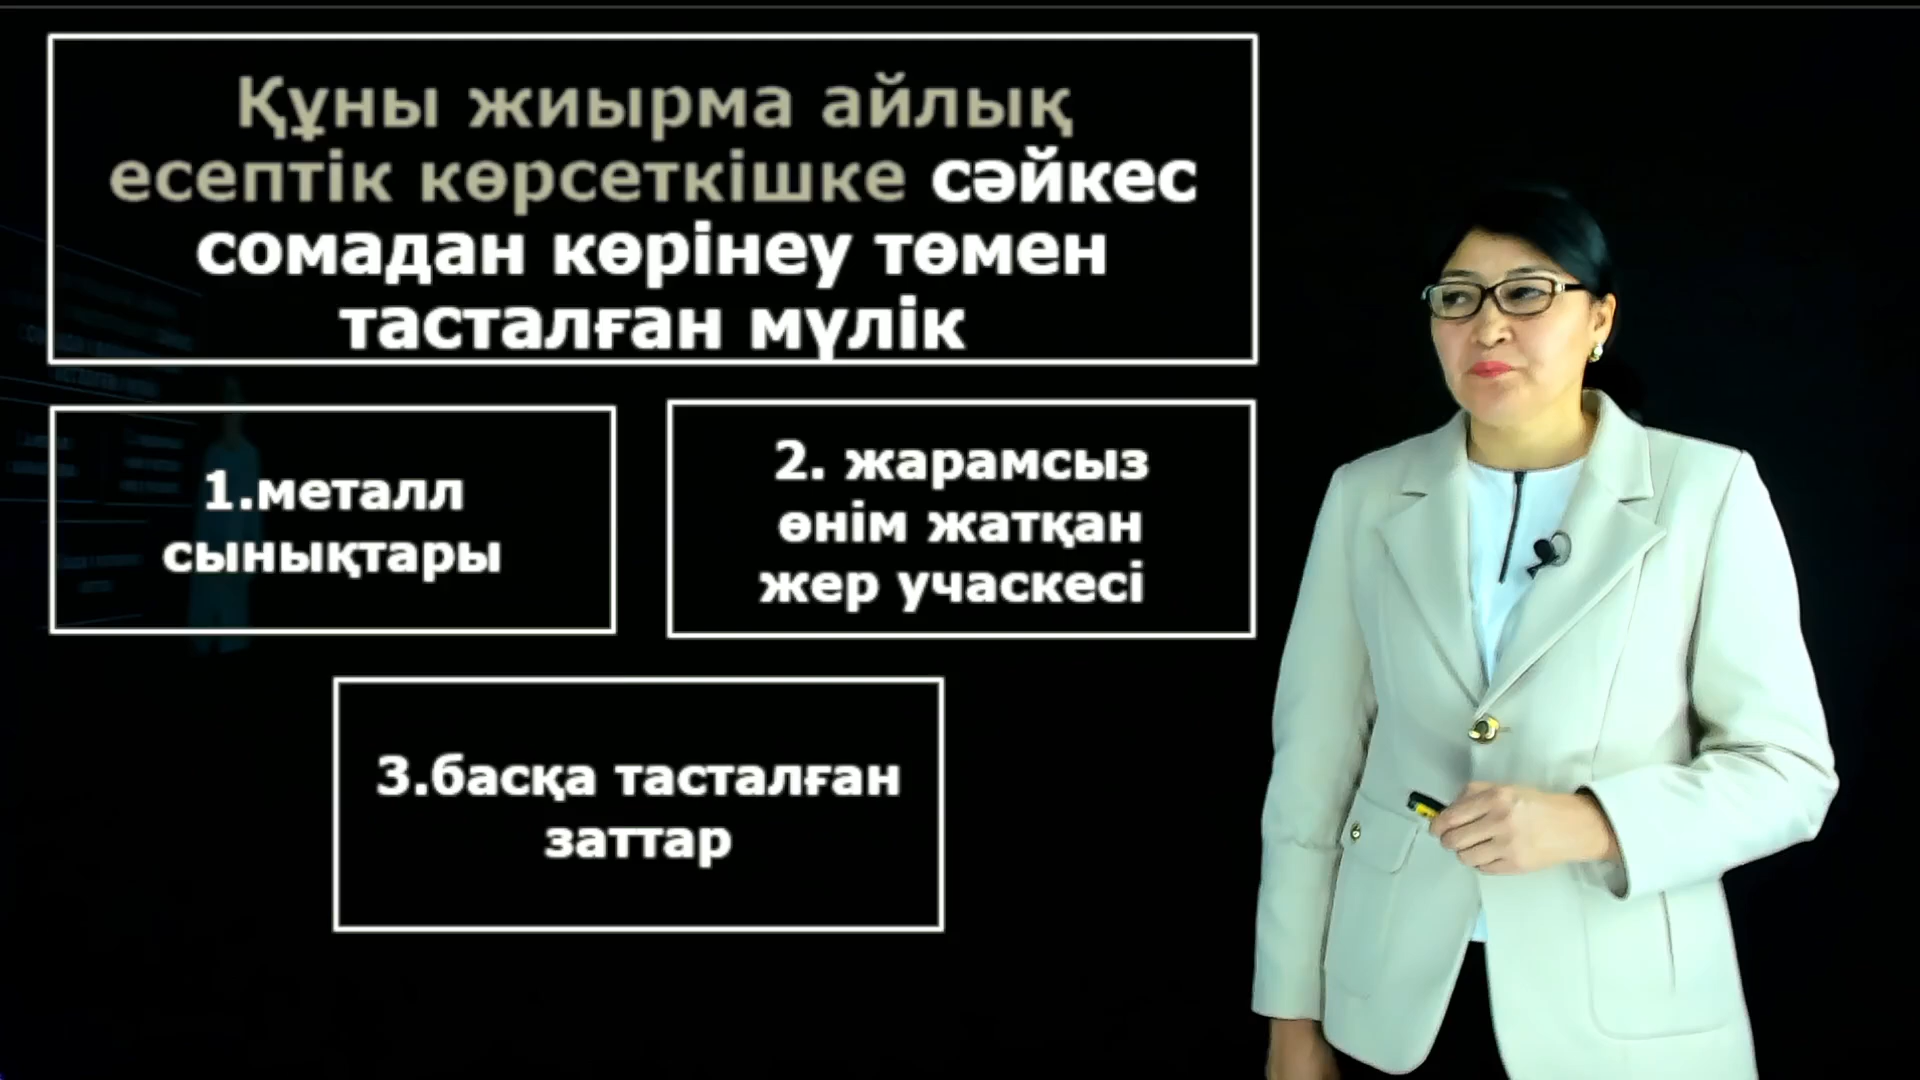 Құны жиырма айлық
есептік көрсеткішке сәйкес
сомадан көрінеу төмен
тасталған мүлік
1.металл
сынықтары
2. жарамсыз
өнім жатқан
жер учаскесі
3.басқа тасталған
заттар